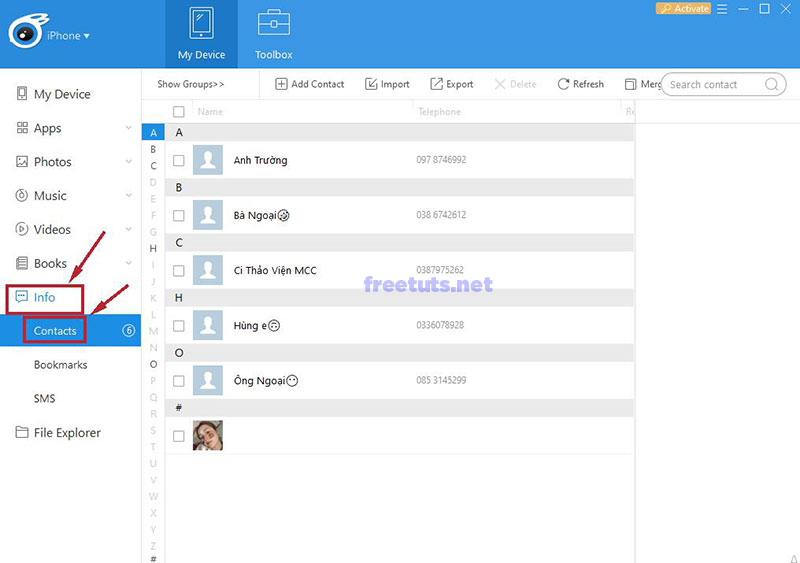 Activate
iPhone
My Device
Toolbox
My Device
Apps
Photos
Music
Videos
Books
Info
Contacts 6
Bookmarks
SMS
File Explorer
Show Groups>>
Add Contact Import Export Delete Refresh Merg Search contact
Name Telephone
A
B
C
D
E
F
G
H
I
J
K
L
M
N
O
P
Q
R
S
T
U
V
W
X
Y
Z
#
A
Anh Trường 097 8746992
B
Bà Ngoại🤣 038 6742612
C
Ci Thảo Viện MCC 0387975262
freetuts.net
H
Hùng e🙃 0336078928
O
Ông Ngoại😶 085 3145299
#